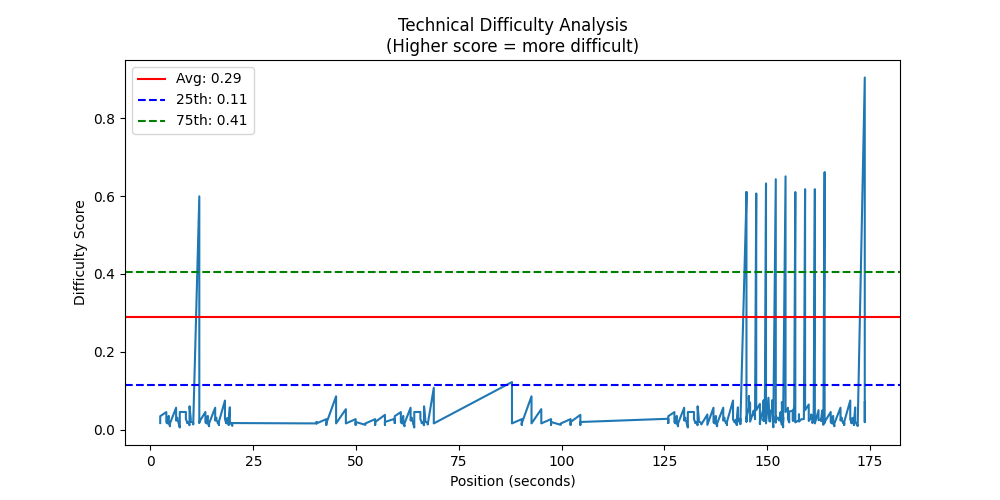 Technical Difficulty Analysis
(Higher score = more difficult)
Avg: 0.29
25th: 0.11
75th: 0.41
Difficulty Score
0.8
0.6
0.4
0.2
0.0
0 25 50 75 100 125 150 175
Position (seconds)